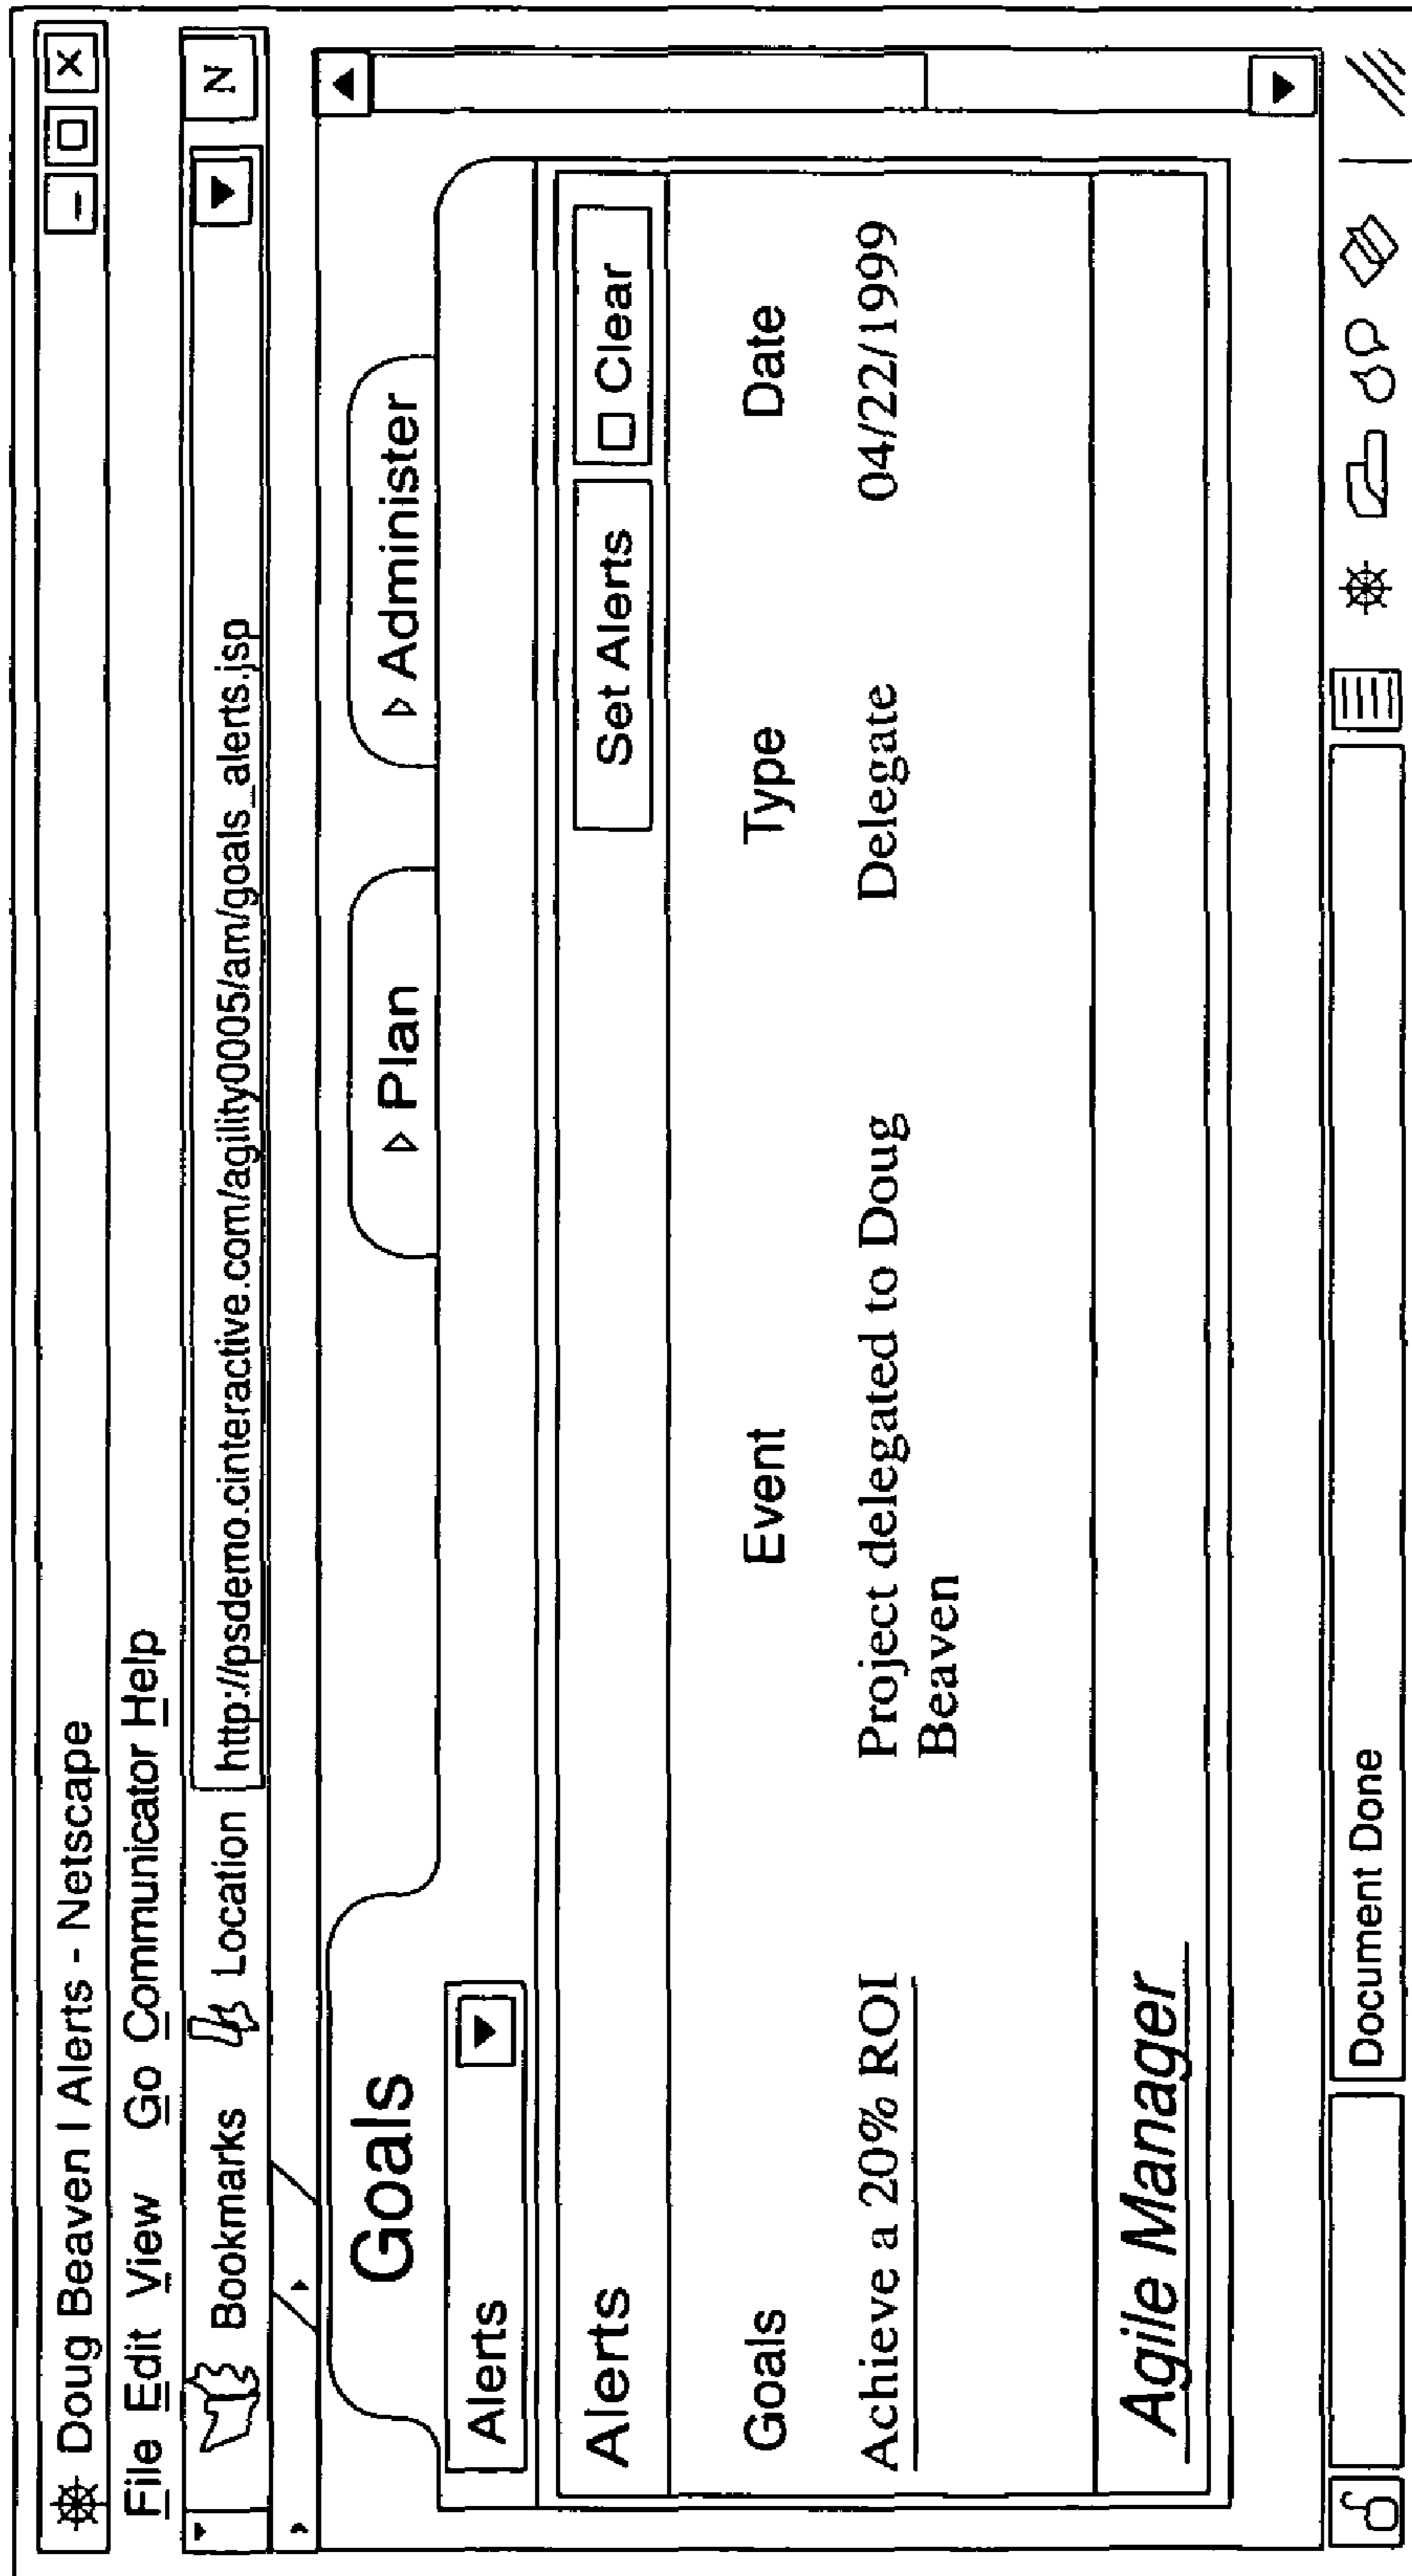 Doug Beaven I Alerts - Netscape
File Edit View Go Communicator Help
Bookmarks Location http://psdemo.cinteractive.com/agility0005/am/goals_alerts.jsp N
Goals Plan Administer
Alerts
Alerts Set Alerts Clear
Goals Event Type Date
Achieve a 20% ROI Project delegated to Doug Delegate 04/22/1999
Beaven
Agile Manager
Document Done